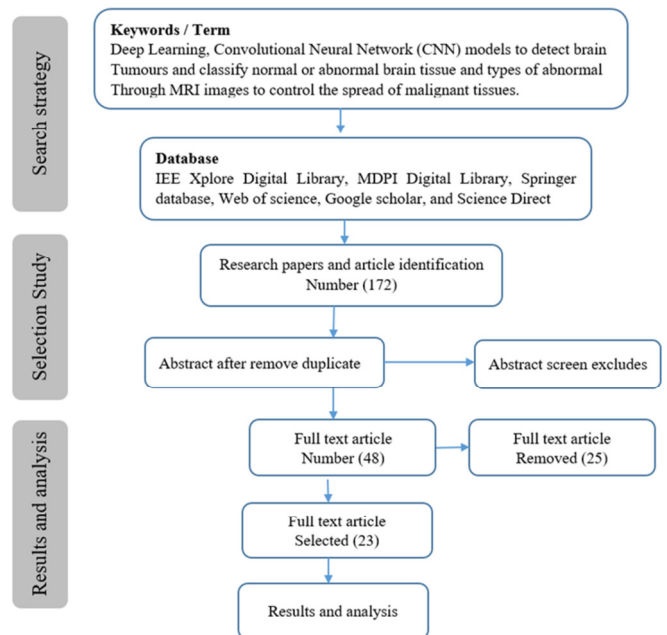 Search strategy
Keywords / Term
Deep Learning, Convolutional Neural Network (CNN) models to detect brain
Tumours and classify normal or abnormal brain tissue and types of abnormal
Through MRI images to control the spread of malignant tissues.
Database
IEE Xplore Digital Library, MDPI Digital Library, Springer
database, Web of science, Google scholar, and Science Direct
Selection Study
Research papers and article identification
Number (172)
Abstract after remove duplicate
Abstract screen excludes
Results and analysis
Full text article
Number (48)
Full text article
Removed (25)
Full text article
Selected (23)
Results and analysis